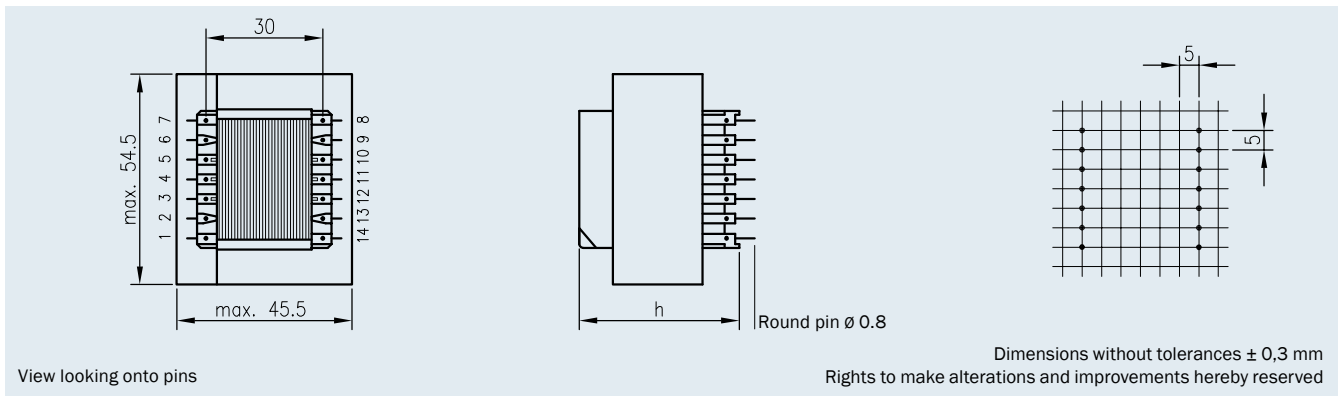 30
max. 54.5
7
6
5
4
3
2
1
8
9
10
11
12
13
14
max. 45.5
h
Round pin ø 0.8
5
5
View looking onto pins
Dimensions without tolerances ± 0,3 mm
Rights to make alterations and improvements hereby reserved